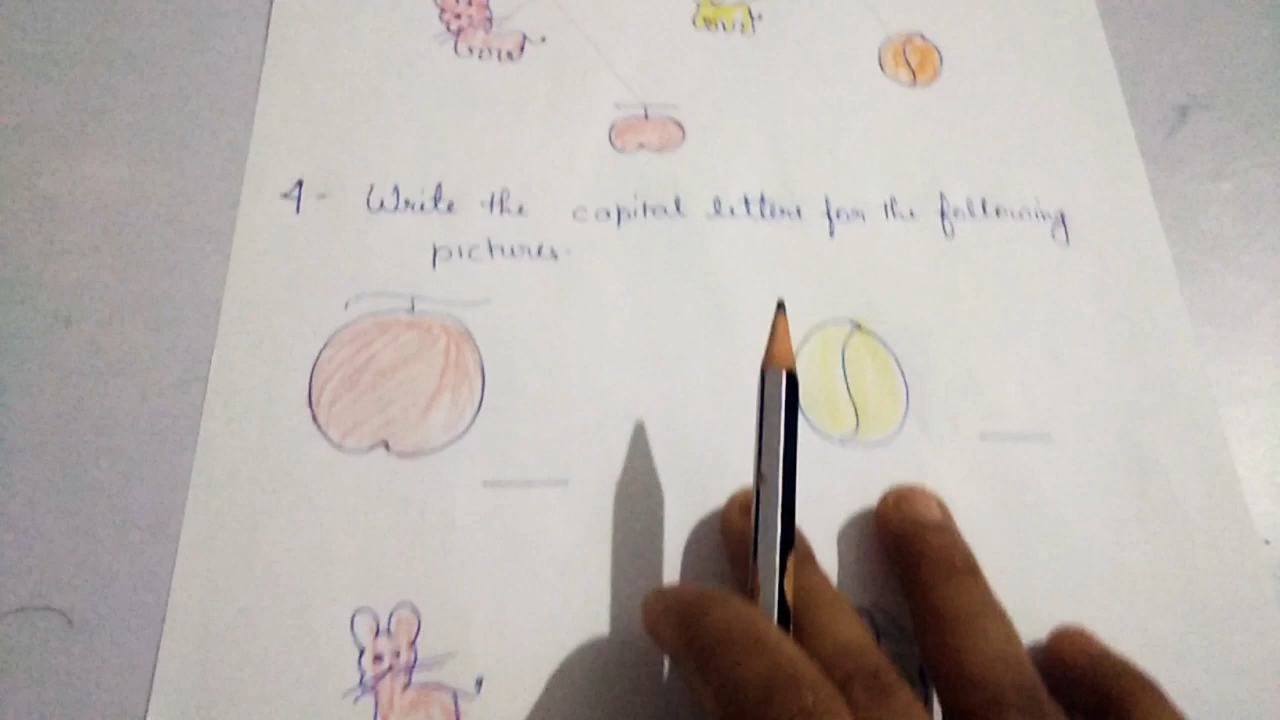 4- Write the capital letters for the following
pictures.